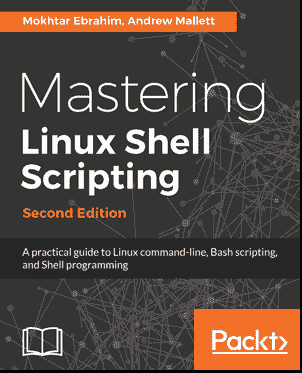 Mokhtar Ebrahim, Andrew Mallett
Mastering
Linux Shell
Scripting
Second Edition
A practical guide to Linux command-line, Bash scripting,
and Shell programming
Packt>